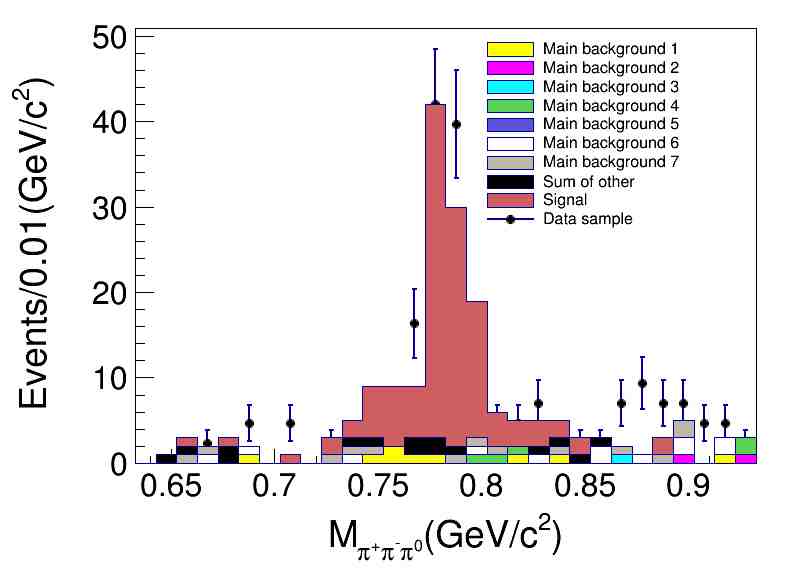 50
40
30
20
10
0
Events/0.01(GeV/c²)
Main background 1
Main background 2
Main background 3
Main background 4
Main background 5
Main background 6
Main background 7
Sum of other
Signal
Data sample
0.65 0.7 0.75 0.8 0.85 0.9
M_π⁺π⁻π⁰(GeV/c²)